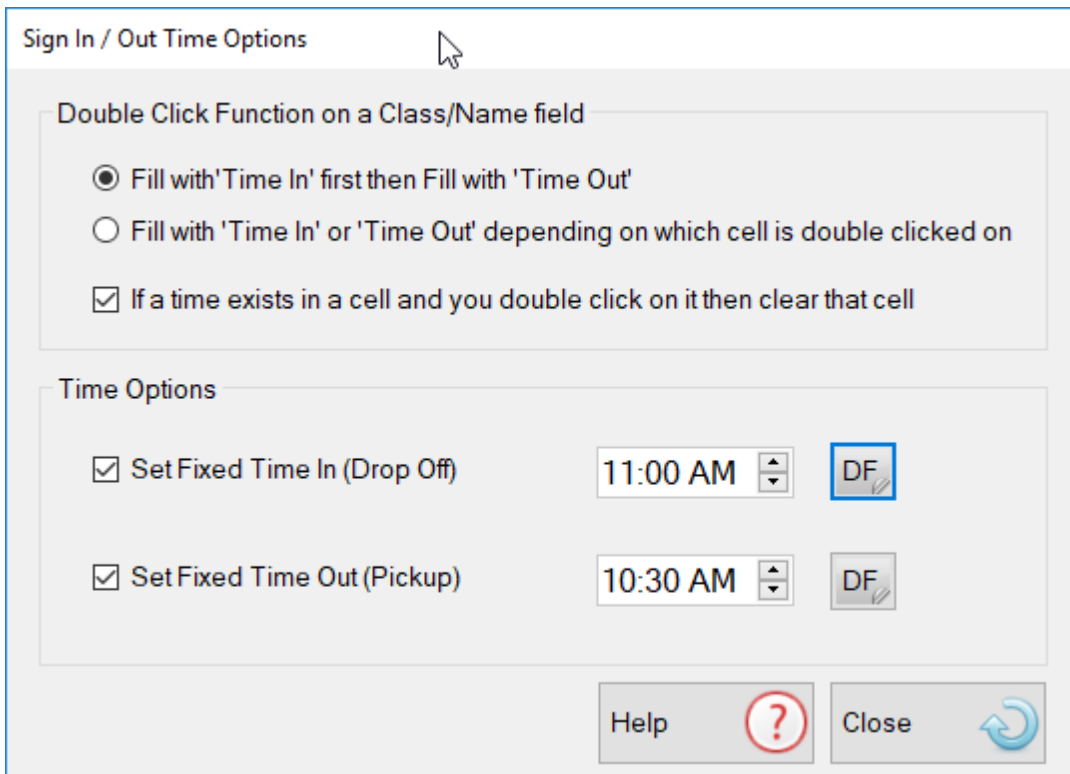 Sign In / Out Time Options
Double Click Function on a Class/Name field
Fill with'Time In' first then Fill with 'Time Out'
Fill with 'Time In' or 'Time Out' depending on which cell is double clicked on
If a time exists in a cell and you double click on it then clear that cell
Time Options
Set Fixed Time In (Drop Off) 11:00 AM DF
Set Fixed Time Out (Pickup) 10:30 AM DF
Help ? Close